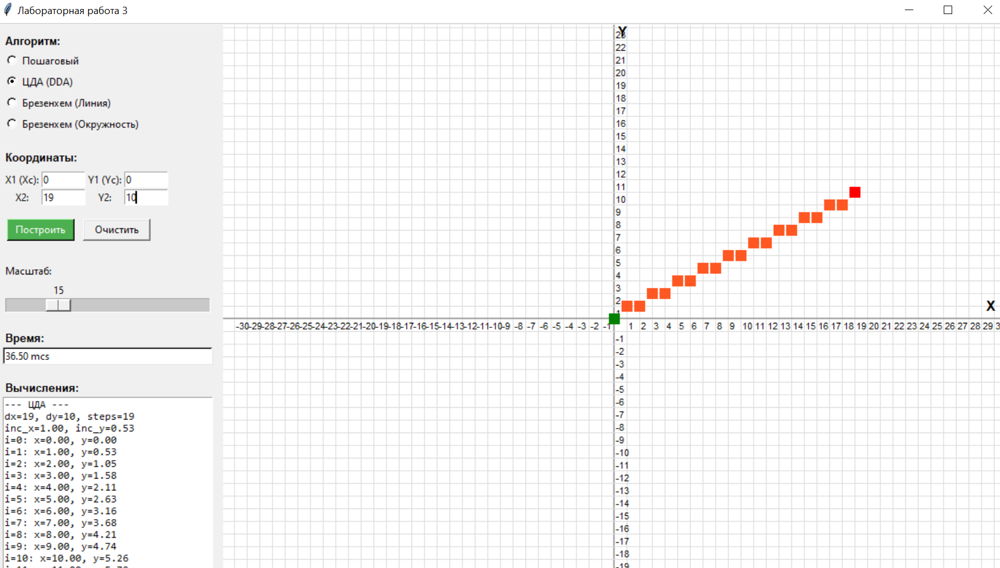 Лабораторная работа 3
Алгоритм:
Пошаговый
ЦДА (DDA)
Брезенхем (Линия)
Брезенхем (Окружность)
Координаты:
X1 (Xc): 0 Y1 (Yc): 0
X2: 19 Y2: 10
Построить Очистить
Масштаб:
15
Время:
36.50 mcs
Вычисления:
--- ЦДА ---
dx=19, dy=10, steps=19
inc_x=1.00, inc_y=0.53
i=0: x=0.00, y=0.00
i=1: x=1.00, y=0.53
i=2: x=2.00, y=1.05
i=3: x=3.00, y=1.58
i=4: x=4.00, y=2.11
i=5: x=5.00, y=2.63
i=6: x=6.00, y=3.16
i=7: x=7.00, y=3.68
i=8: x=8.00, y=4.21
i=9: x=9.00, y=4.74
i=10: x=10.00, y=5.26
Y
23
22
21
20
19
18
17
16
15
14
13
12
11
10
9
8
7
6
5
4
3
2
1
X
-30 -29 -28 -27 -26 -25 -24 -23 -22 -21 -20 -19 -18 -17 -16 -15 -14 -13 -12 -11 -10 -9 -8 -7 -6 -5 -4 -3 -2 -1 1 2 3 4 5 6 7 8 9 10 11 12 13 14 15 16 17 18 19 20 21 22 23 24 25 26 27 28 29
-1
-2
-3
-4
-5
-6
-7
-8
-9
-10
-11
-12
-13
-14
-15
-16
-17
-18
-19